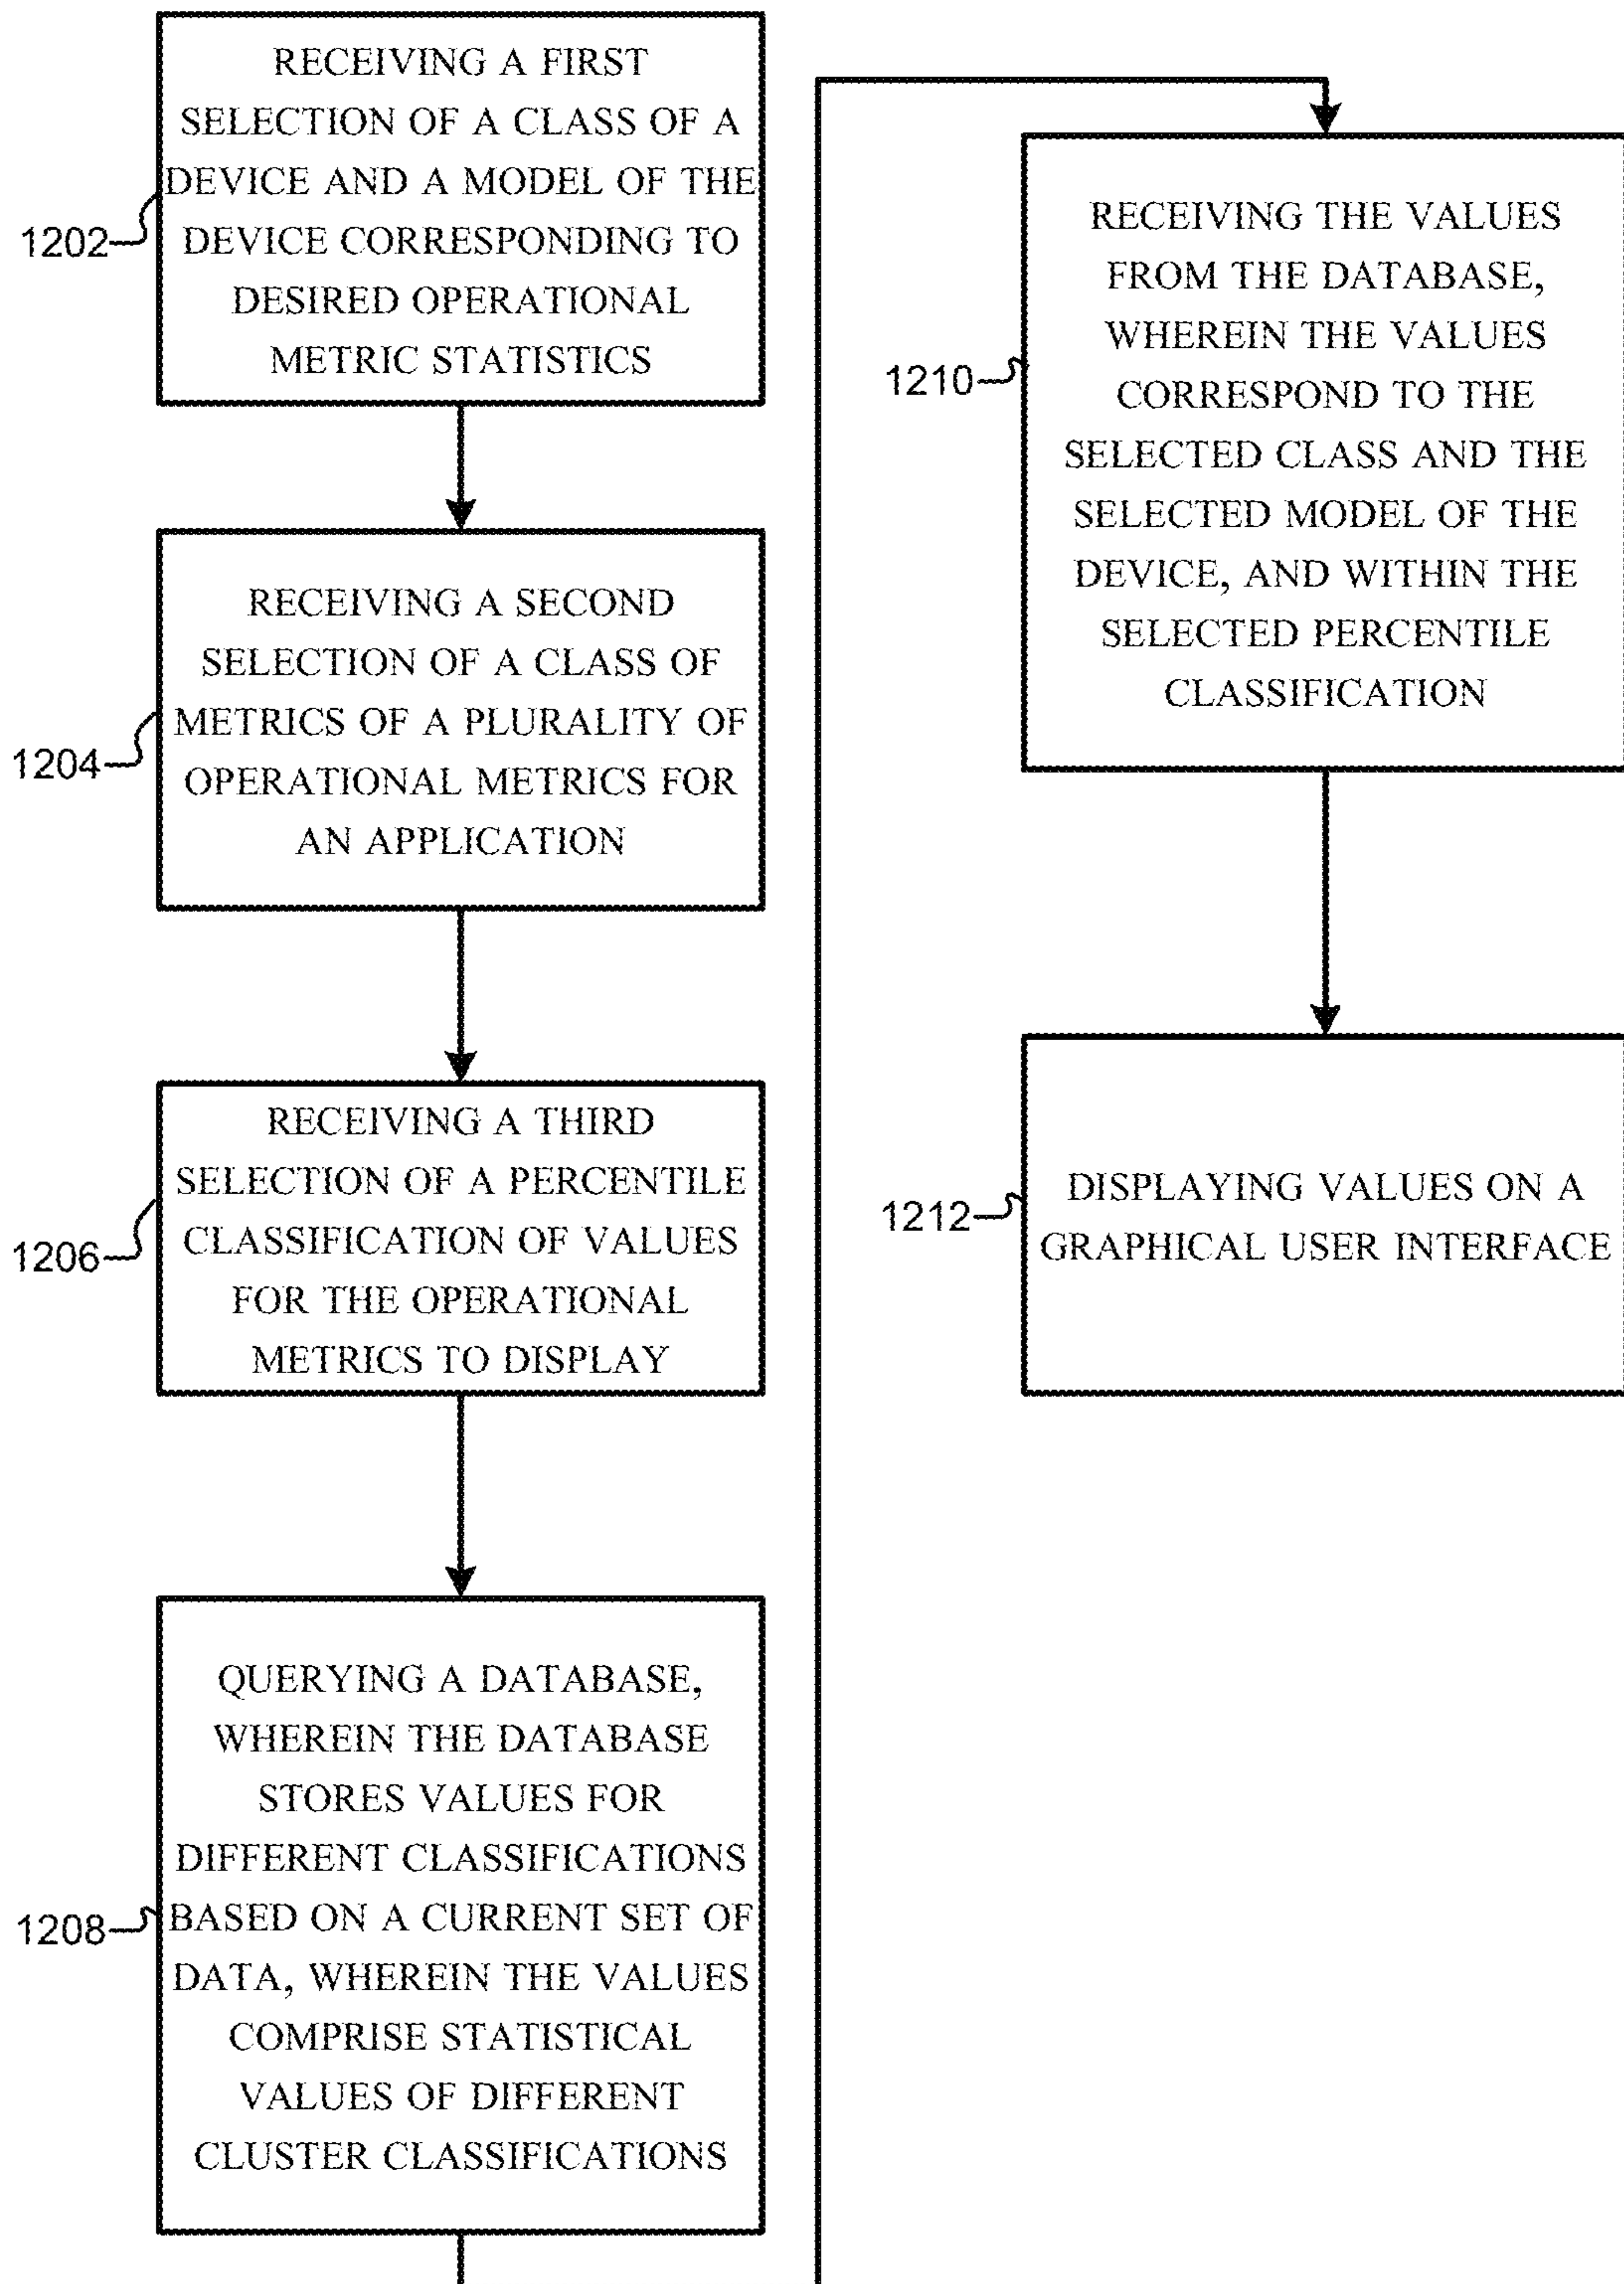 RECEIVING A FIRST
SELECTION OF A CLASS OF A
DEVICE AND A MODEL OF THE
DEVICE CORRESPONDING TO
DESIRED OPERATIONAL
METRIC STATISTICS
1202
RECEIVING A SECOND
SELECTION OF A CLASS OF
METRICS OF A PLURALITY OF
OPERATIONAL METRICS FOR
AN APPLICATION
1204
RECEIVING A THIRD
SELECTION OF A PERCENTILE
CLASSIFICATION OF VALUES
FOR THE OPERATIONAL
METRICS TO DISPLAY
1206
QUERYING A DATABASE,
WHEREIN THE DATABASE
STORES VALUES FOR
DIFFERENT CLASSIFICATIONS
BASED ON A CURRENT SET OF
DATA, WHEREIN THE VALUES
COMPRISE STATISTICAL
VALUES OF DIFFERENT
CLUSTER CLASSIFICATIONS
1208
RECEIVING THE VALUES
FROM THE DATABASE,
WHEREIN THE VALUES
CORRESPOND TO THE
SELECTED CLASS AND THE
SELECTED MODEL OF THE
DEVICE, AND WITHIN THE
SELECTED PERCENTILE
CLASSIFICATION
1210
DISPLAYING VALUES ON A
GRAPHICAL USER INTERFACE
1212